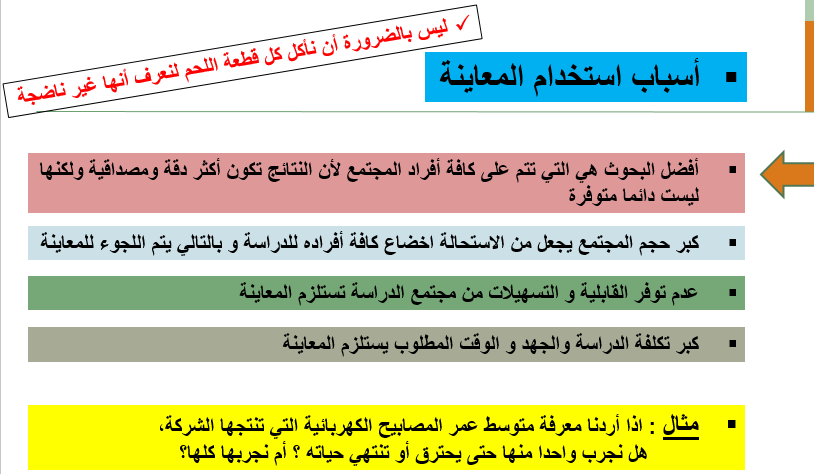 ✓ ليس بالضرورة أن نأكل كل قطعة اللحم لنعرف أنها غير ناضجة
▪ أسباب استخدام المعاينة
▪ أفضل البحوث هي التي تتم على كافة أفراد المجتمع لأن النتائج تكون أكثر دقة ومصداقية ولكنها
ليست دائما متوفرة
▪ كبر حجم المجتمع يجعل من الاستحالة اخضاع كافة أفراده للدراسة و بالتالي يتم اللجوء للمعاينة
▪ عدم توفر القابلية و التسهيلات من مجتمع الدراسة تستلزم المعاينة
▪ كبر تكلفة الدراسة والجهد و الوقت المطلوب يستلزم المعاينة
▪ مثال : اذا أردنا معرفة متوسط عمر المصابيح الكهربائية التي تنتجها الشركة،
هل نجرب واحدا منها حتى يحترق أو تنتهي حياته ؟ أم نجربها كلها؟